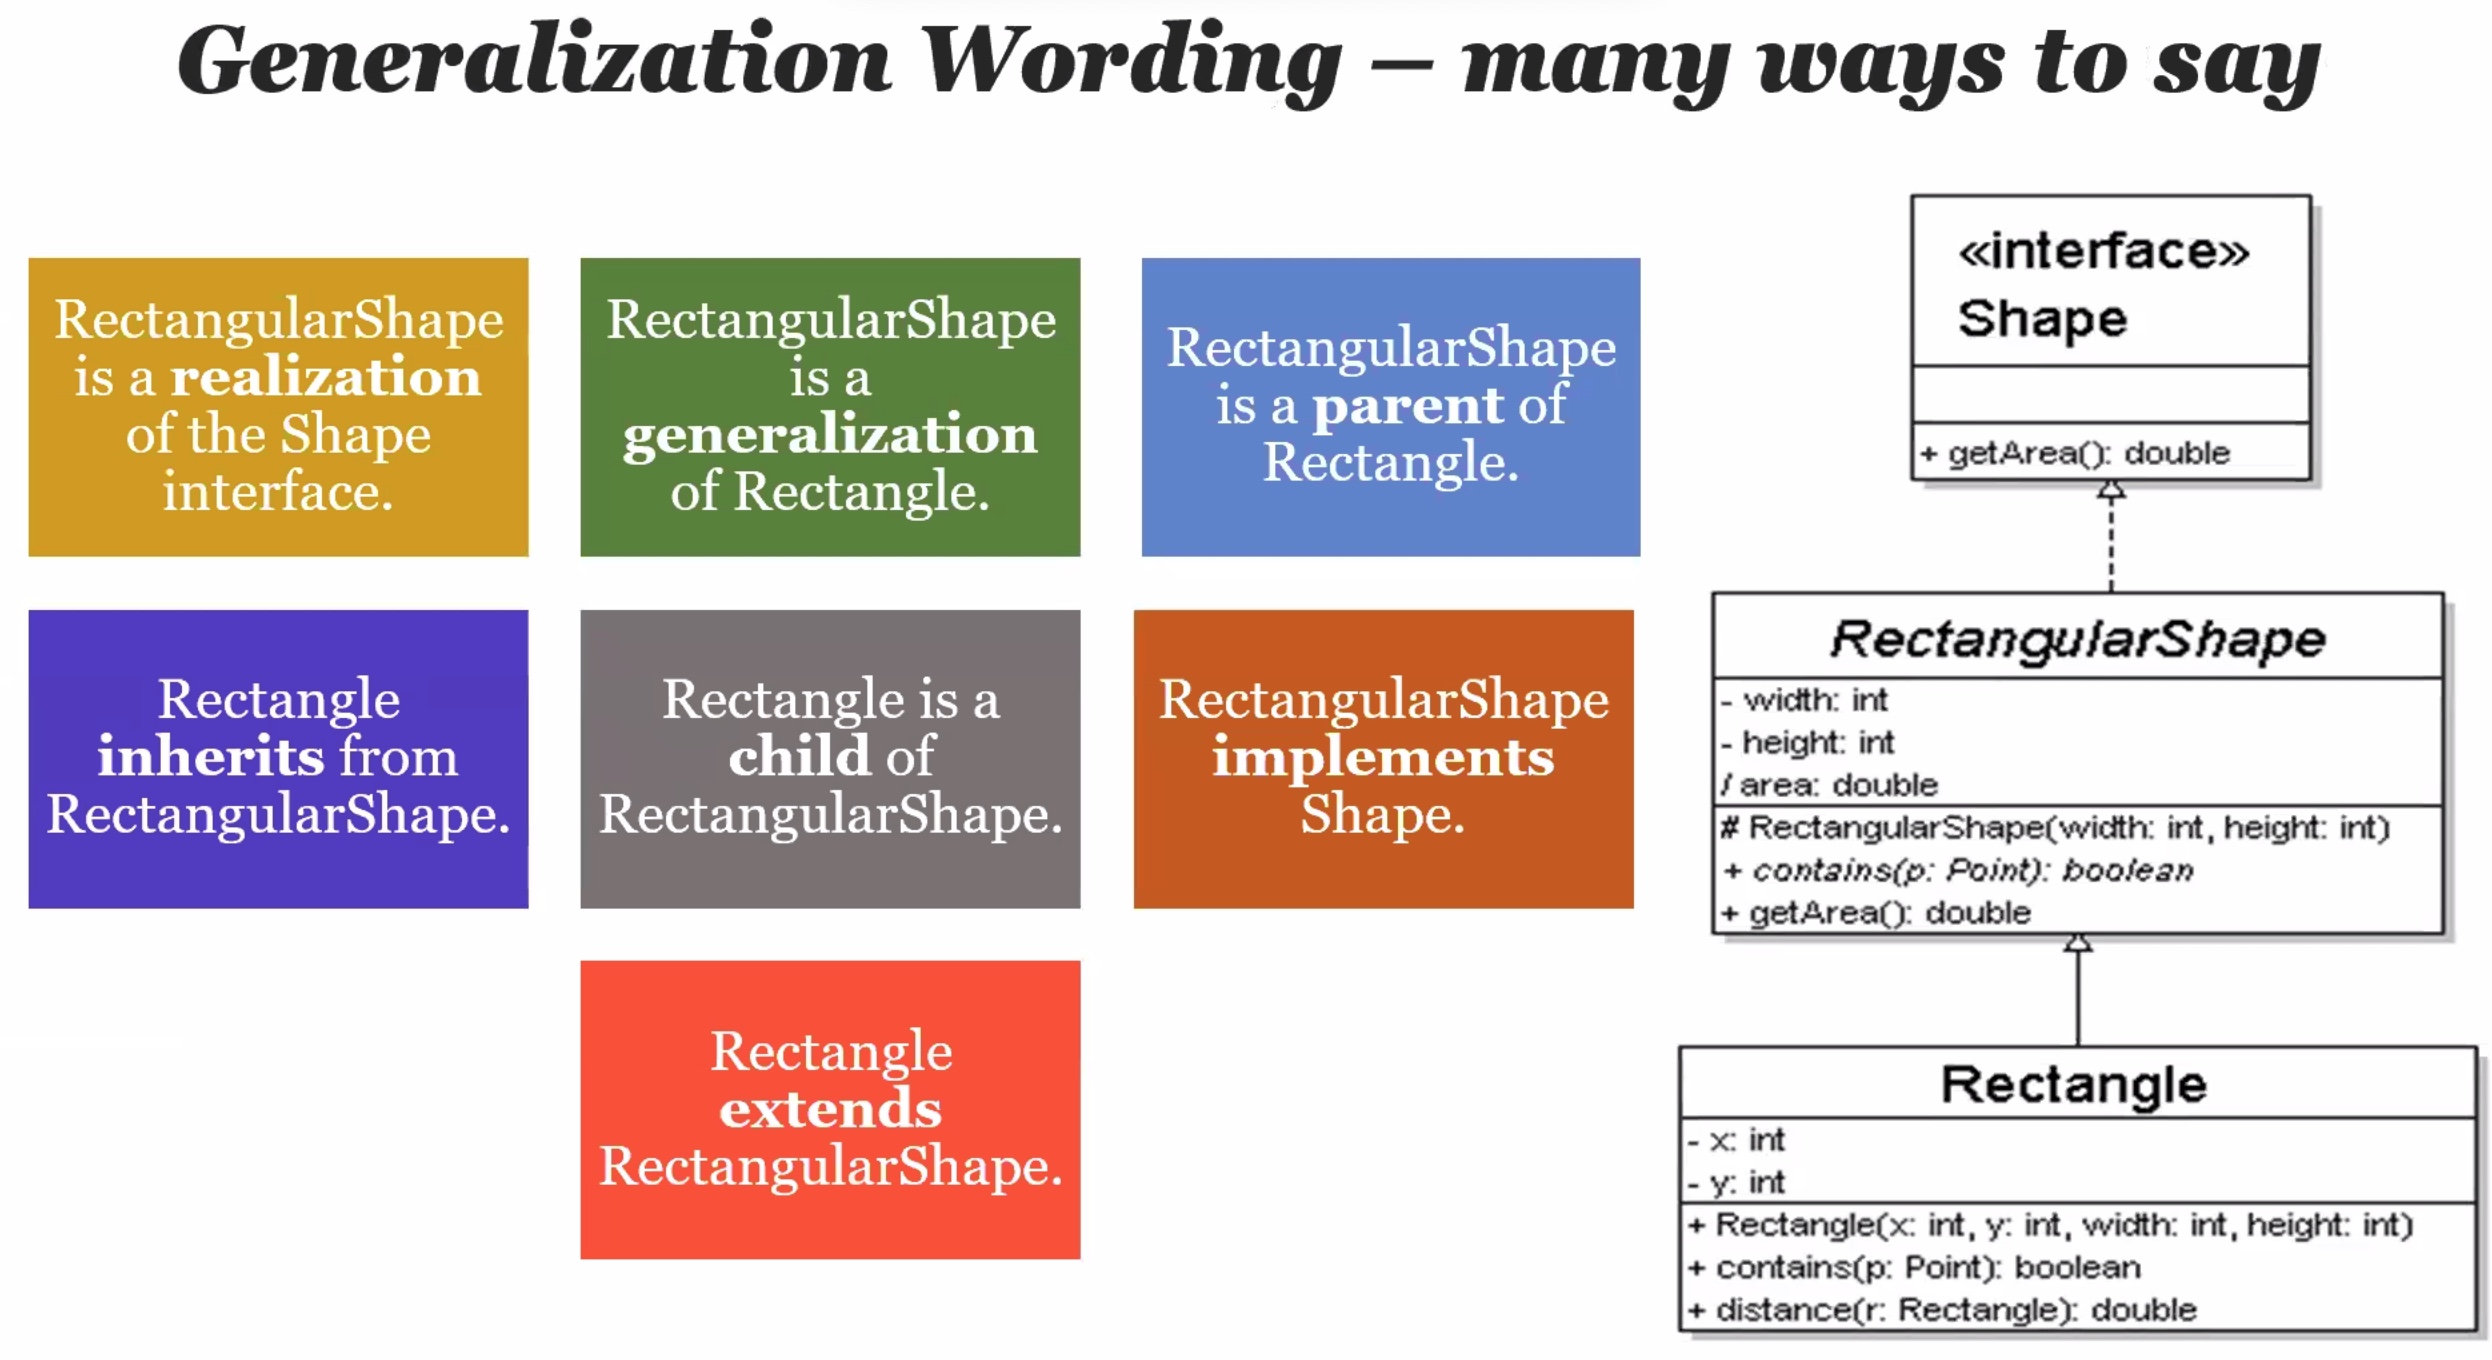 Generalization Wording – many ways to say
RectangularShape
is a realization
of the Shape
interface.
RectangularShape
is a
generalization
of Rectangle.
RectangularShape
is a parent of
Rectangle.
Rectangle
inherits from
RectangularShape.
Rectangle is a
child of
RectangularShape.
RectangularShape
implements
Shape.
Rectangle
extends
RectangularShape.
«interface»
Shape
+ getArea(): double
RectangularShape
- width: int
- height: int
/ area: double
# RectangularShape(width: int, height: int)
+ contains(p: Point): boolean
+ getArea(): double
Rectangle
- x: int
- y: int
+ Rectangle(x: int, y: int, width: int, height: int)
+ contains(p: Point): boolean
+ distance(r: Rectangle): double